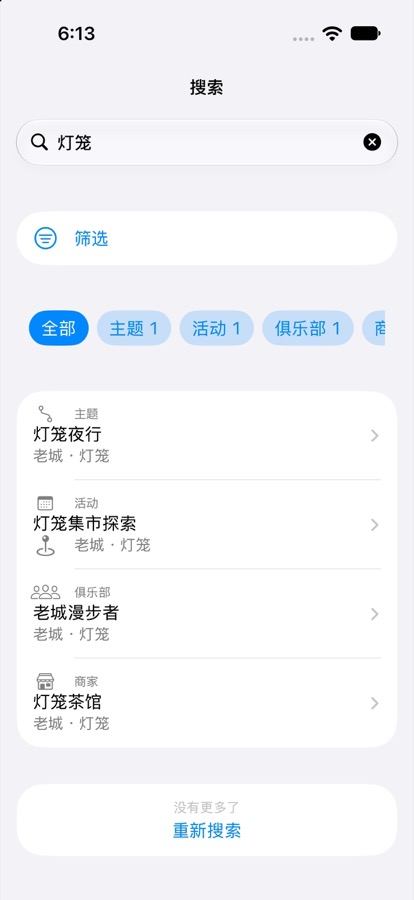 6:13
搜索
灯笼
筛选
全部 主题 1 活动 1 俱乐部 1
主题
灯笼夜行
老城 · 灯笼
活动
灯笼集市探索
老城 · 灯笼
俱乐部
老城漫步者
老城 · 灯笼
商家
灯笼茶馆
老城 · 灯笼
没有更多了
重新搜索